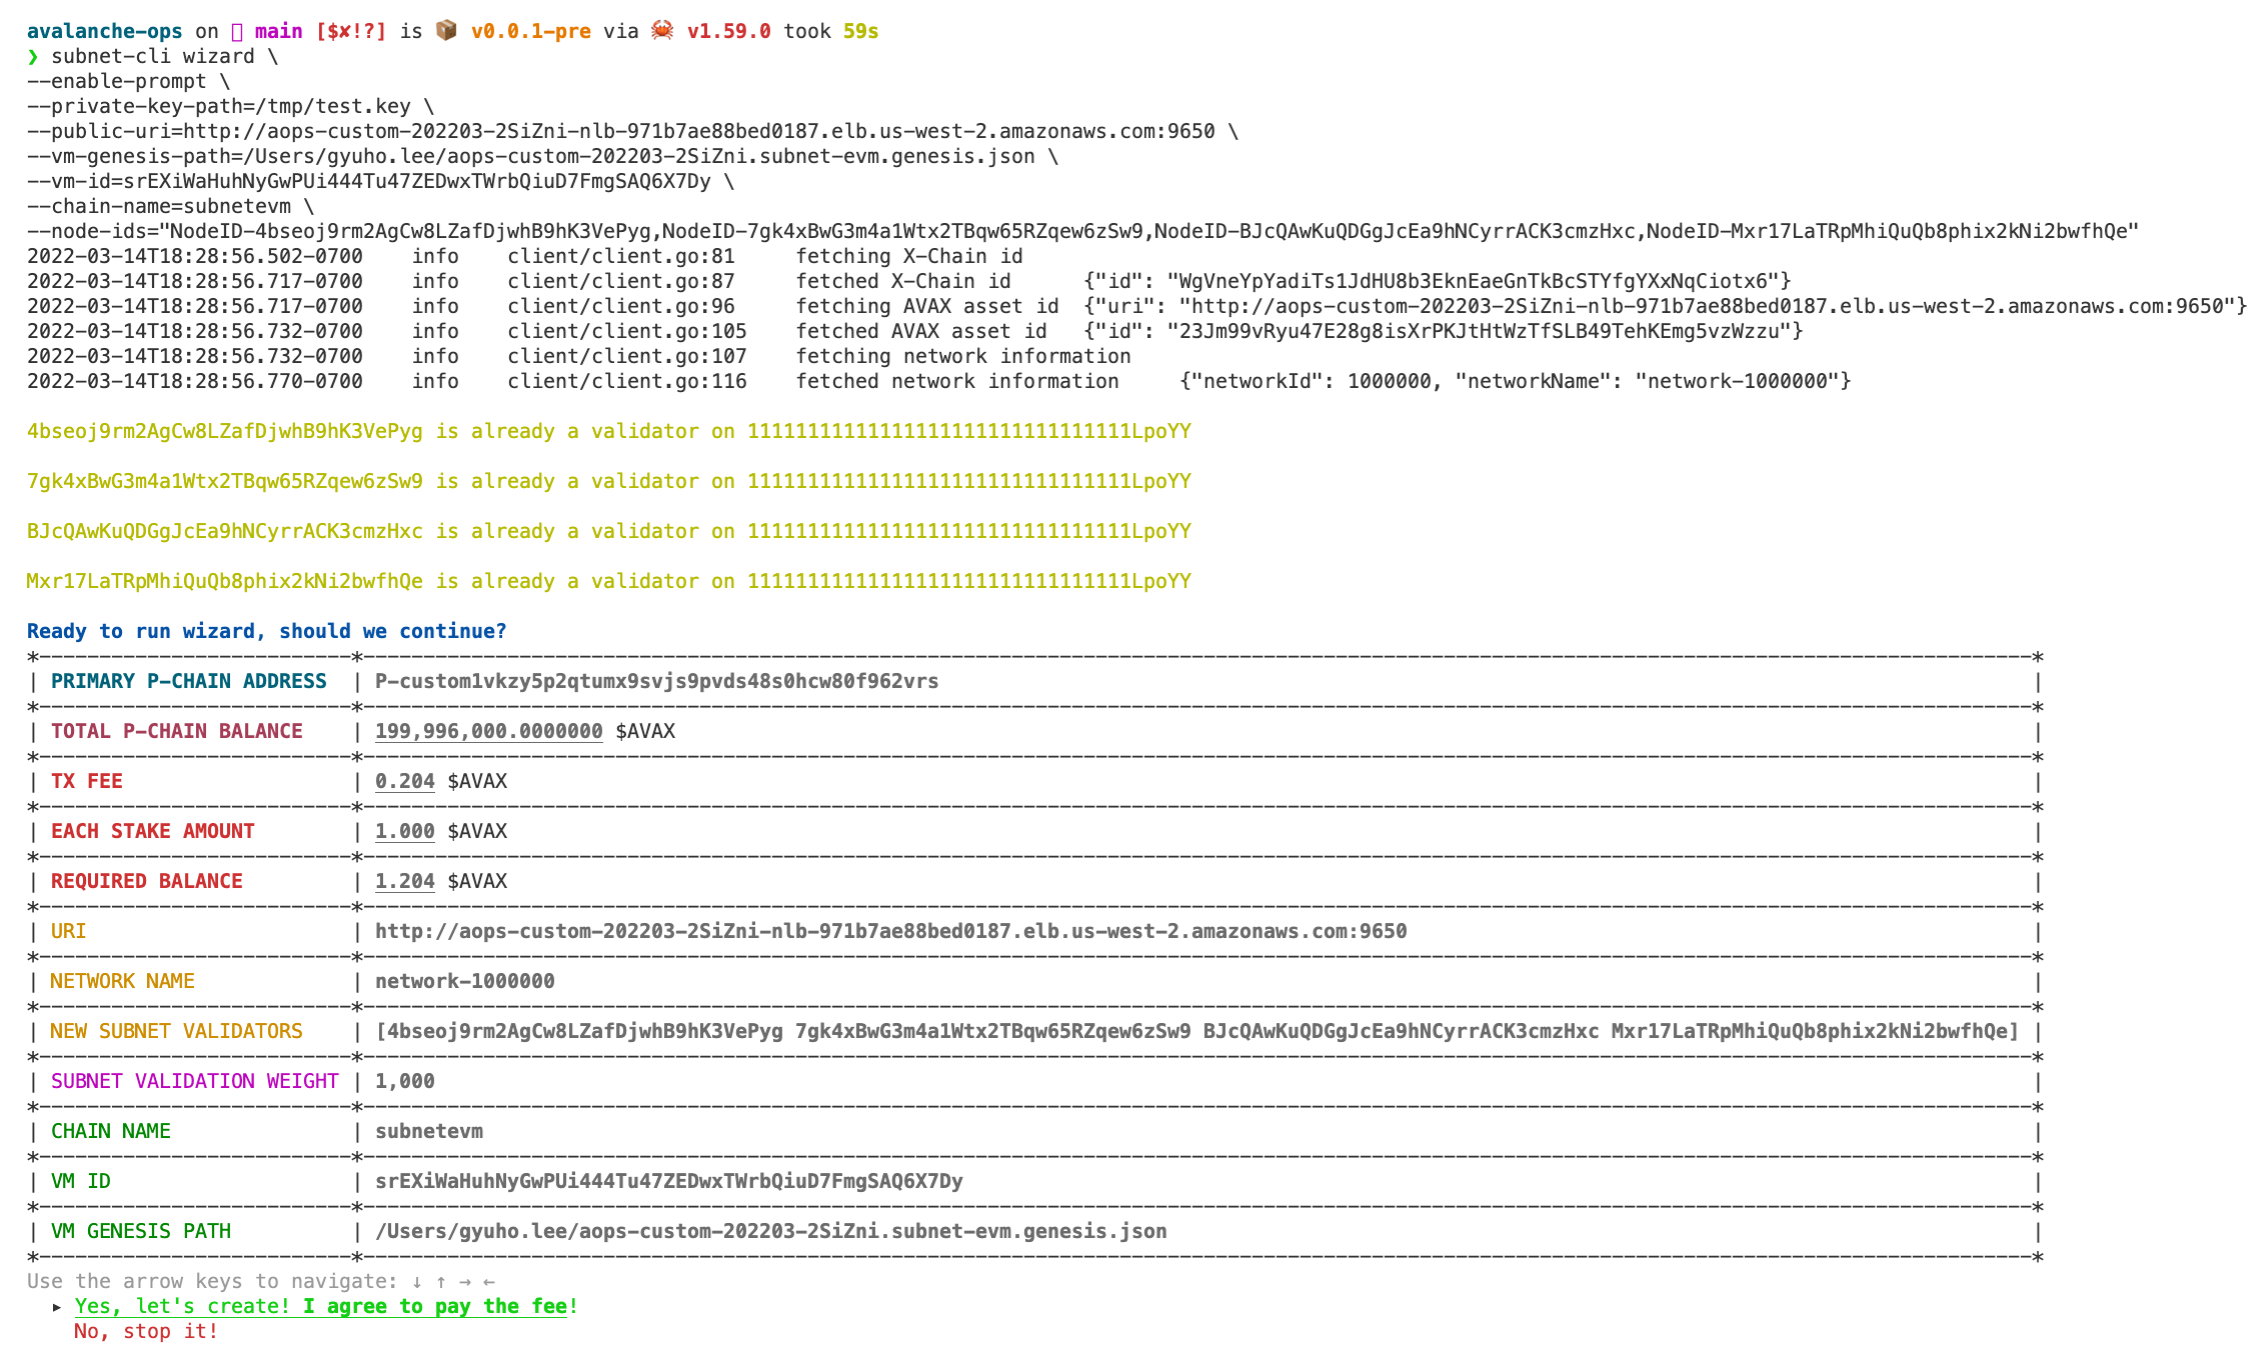 avalanche-ops on main [$✘!?] is 📦 v0.0.1-pre via 🦀 v1.59.0 took 59s
❯ subnet-cli wizard \
--enable-prompt \
--private-key-path=/tmp/test.key \
--public-uri=http://aops-custom-202203-2SiZni-nlb-971b7ae88bed0187.elb.us-west-2.amazonaws.com:9650 \
--vm-genesis-path=/Users/gyuho.lee/aops-custom-202203-2SiZni.subnet-evm.genesis.json \
--vm-id=srEXiWaHuhNyGwPUi444Tu47ZEDwxTWrbQiuD7FmgSAQ6X7Dy \
--chain-name=subnetevm \
--node-ids="NodeID-4bseoj9rm2AgCw8LZafDjwhB9hK3VePyg,NodeID-7gk4xBwG3m4a1Wtx2TBqw65RZqew6zSw9,NodeID-BJcQAwKuQDGgJcEa9hNCyrrACK3cmzHxc,NodeID-Mxr17LaTRpMhiQuQb8phix2kNi2bwfhQe"
2022-03-14T18:28:56.502-0700 info client/client.go:81 fetching X-Chain id
2022-03-14T18:28:56.717-0700 info client/client.go:87 fetched X-Chain id {"id": "WgVneYpYadiTs1JdHU8b3EknEaeGnTkBcSTYfgYXxNqCiotx6"}
2022-03-14T18:28:56.717-0700 info client/client.go:96 fetching AVAX asset id {"uri": "http://aops-custom-202203-2SiZni-nlb-971b7ae88bed0187.elb.us-west-2.amazonaws.com:9650"}
2022-03-14T18:28:56.732-0700 info client/client.go:105 fetched AVAX asset id {"id": "23Jm99vRyu47E28g8isXrPKJtHtWzTfSLB49TehKEmg5vzWzzu"}
2022-03-14T18:28:56.732-0700 info client/client.go:107 fetching network information
2022-03-14T18:28:56.770-0700 info client/client.go:116 fetched network information {"networkId": 1000000, "networkName": "network-1000000"}
4bseoj9rm2AgCw8LZafDjwhB9hK3VePyg is already a validator on 11111111111111111111111111111111LpoYY
7gk4xBwG3m4a1Wtx2TBqw65RZqew6zSw9 is already a validator on 11111111111111111111111111111111LpoYY
BJcQAwKuQDGgJcEa9hNCyrrACK3cmzHxc is already a validator on 11111111111111111111111111111111LpoYY
Mxr17LaTRpMhiQuQb8phix2kNi2bwfhQe is already a validator on 11111111111111111111111111111111LpoYY
Ready to run wizard, should we continue?
| PRIMARY P-CHAIN ADDRESS | P-custom1vkzy5p2qtumx9svjs9pvds48s0hcw80f962vrs |
| TOTAL P-CHAIN BALANCE | 199,996,000.0000000 $AVAX |
| TX FEE | 0.204 $AVAX |
| EACH STAKE AMOUNT | 1.000 $AVAX |
| REQUIRED BALANCE | 1.204 $AVAX |
| URI | http://aops-custom-202203-2SiZni-nlb-971b7ae88bed0187.elb.us-west-2.amazonaws.com:9650 |
| NETWORK NAME | network-1000000 |
| NEW SUBNET VALIDATORS | [4bseoj9rm2AgCw8LZafDjwhB9hK3VePyg 7gk4xBwG3m4a1Wtx2TBqw65RZqew6zSw9 BJcQAwKuQDGgJcEa9hNCyrrACK3cmzHxc Mxr17LaTRpMhiQuQb8phix2kNi2bwfhQe] |
| SUBNET VALIDATION WEIGHT | 1,000 |
| CHAIN NAME | subnetevm |
| VM ID | srEXiWaHuhNyGwPUi444Tu47ZEDwxTWrbQiuD7FmgSAQ6X7Dy |
| VM GENESIS PATH | /Users/gyuho.lee/aops-custom-202203-2SiZni.subnet-evm.genesis.json |
Use the arrow keys to navigate: ↓ ↑ → ←
▸ Yes, let's create! I agree to pay the fee!
No, stop it!